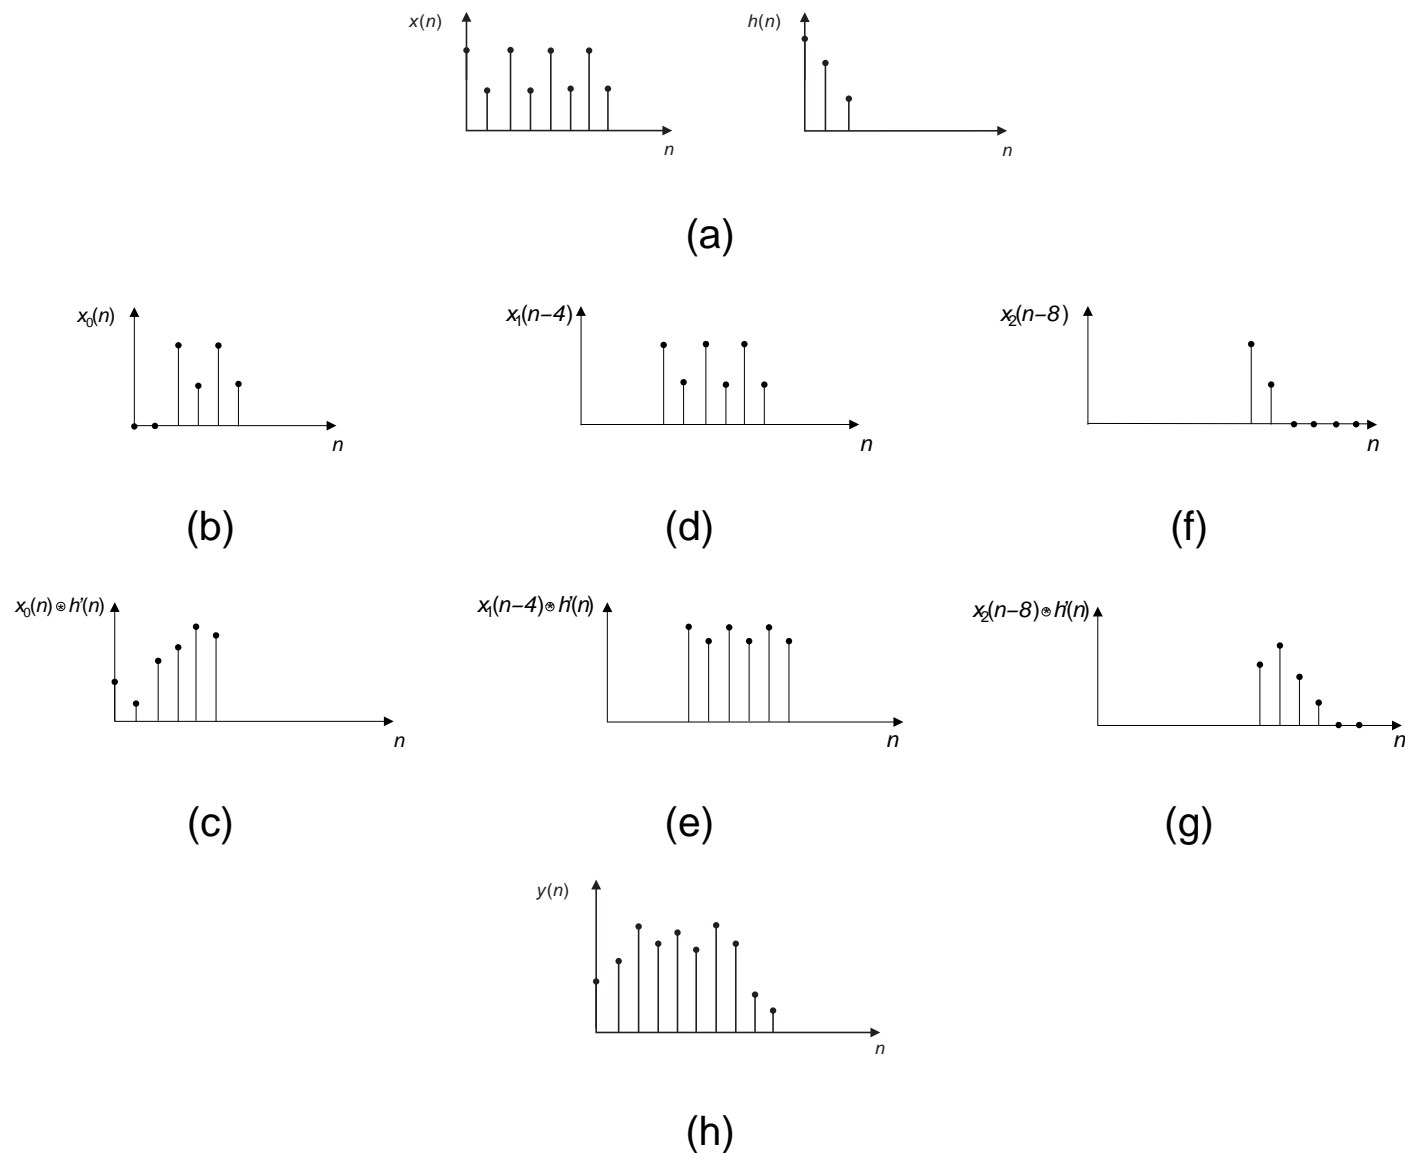 x(n)
h(n)
n
n
(a)
x₀(n)
x₁(n−4)
x₂(n−8)
n
n
n
(b)
(d)
(f)
x₀(n)⊛h′(n)
x₁(n−4)⊛h′(n)
x₂(n−8)⊛h′(n)
n
n
n
(c)
(e)
(g)
y(n)
n
(h)